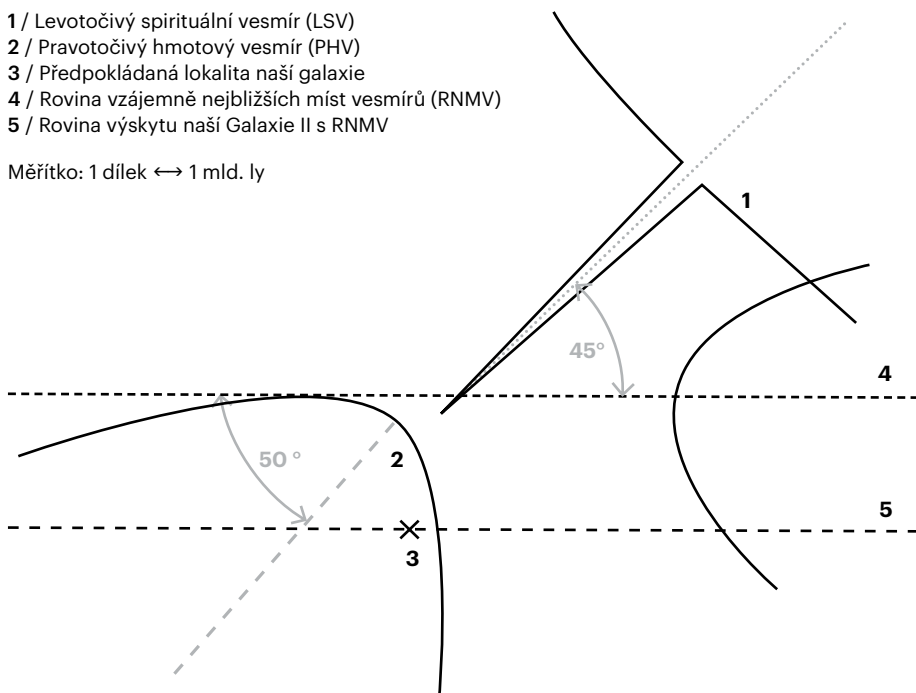 1 / Levotočivý spirituální vesmír (LSV)
2 / Pravotočivý hmotový vesmír (PHV)
3 / Předpokládaná lokalita naší galaxie
4 / Rovina vzájemně nejbližších míst vesmírů (RNMV)
5 / Rovina výskytu naší Galaxie II s RNMV
Měřítko: 1 dílek ⟷ 1 mld. ly
1
45°
4
50 °
2
5
3